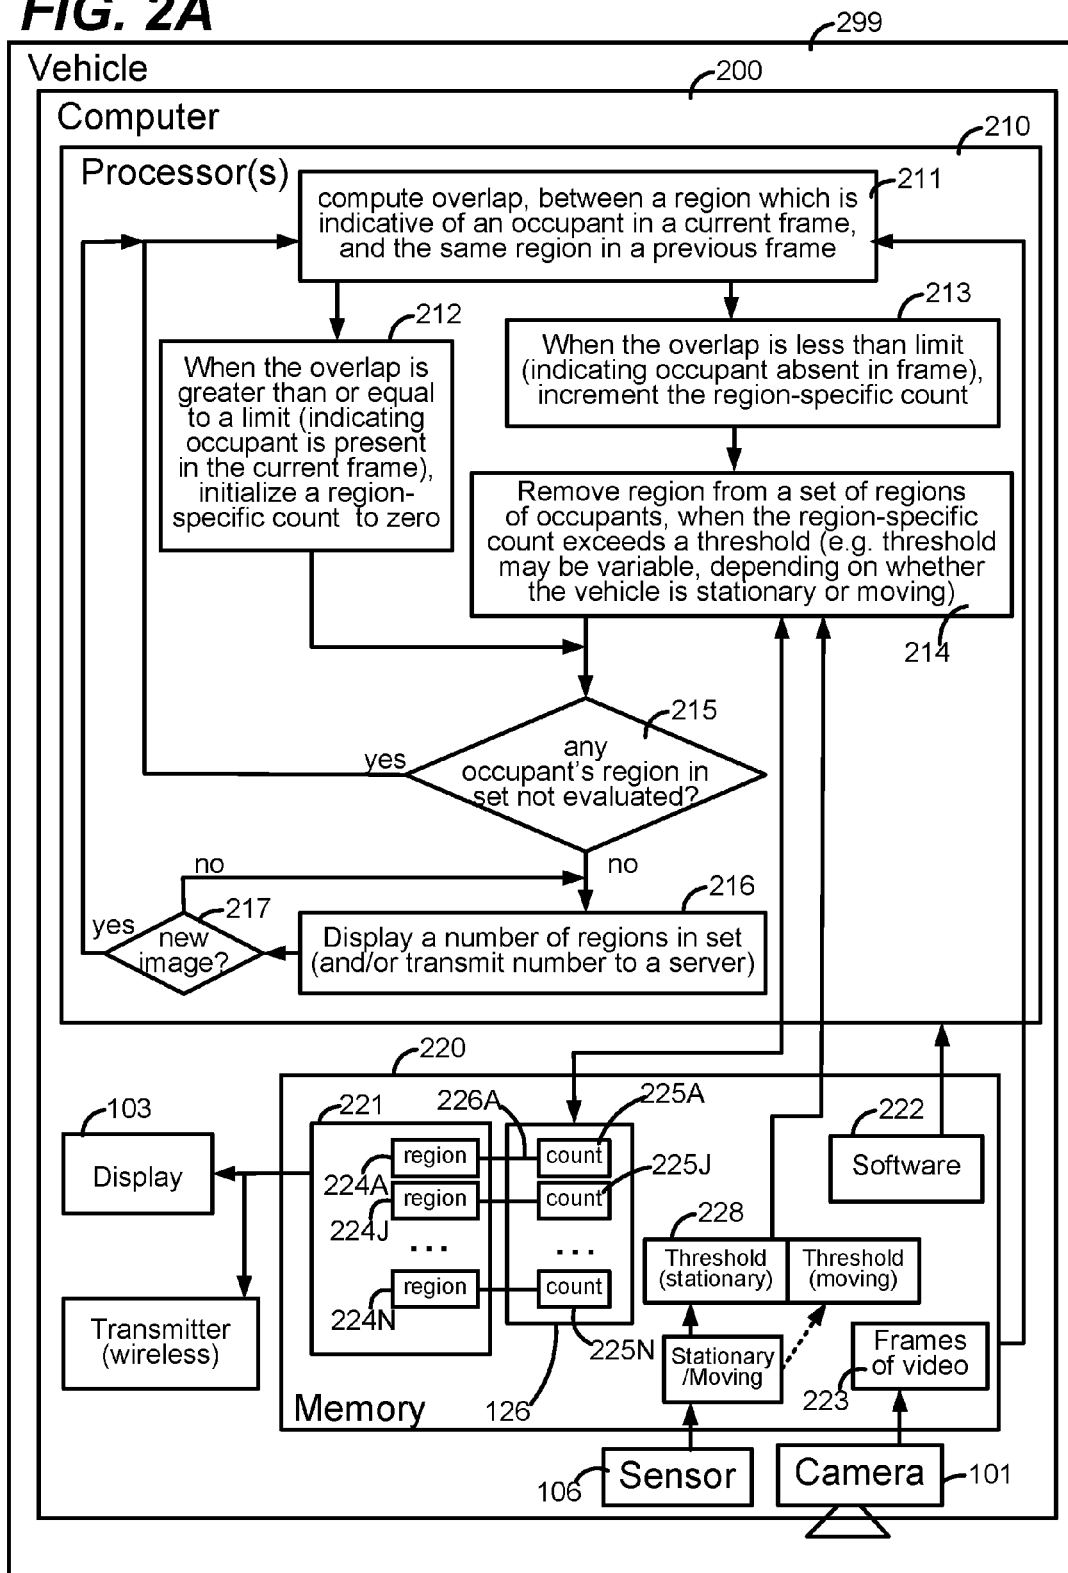 FIG. 2A
299
Vehicle
200
Computer
210
Processor(s)
211
compute overlap, between a region which is
indicative of an occupant in a current frame,
and the same region in a previous frame
212
213
When the overlap is
greater than or equal
to a limit (indicating
occupant is present
in the current frame),
initialize a region-
specific count to zero
When the overlap is less than limit
(indicating occupant absent in frame),
increment the region-specific count
Remove region from a set of regions
of occupants, when the region-specific
count exceeds a threshold (e.g. threshold
may be variable, depending on whether
the vehicle is stationary or moving)
214
215
any
occupant's region in
set not evaluated?
yes
no
no
216
217
yes
new
image?
Display a number of regions in set
(and/or transmit number to a server)
220
103
221
226A
225A
222
Display
region
count
Software
224A
225J
region
count
224J
228
...
...
Threshold
(stationary)
Threshold
(moving)
region
count
224N
225N
Transmitter
(wireless)
Stationary
/Moving
Frames
of video
223
Memory
126
106
Sensor
Camera
101